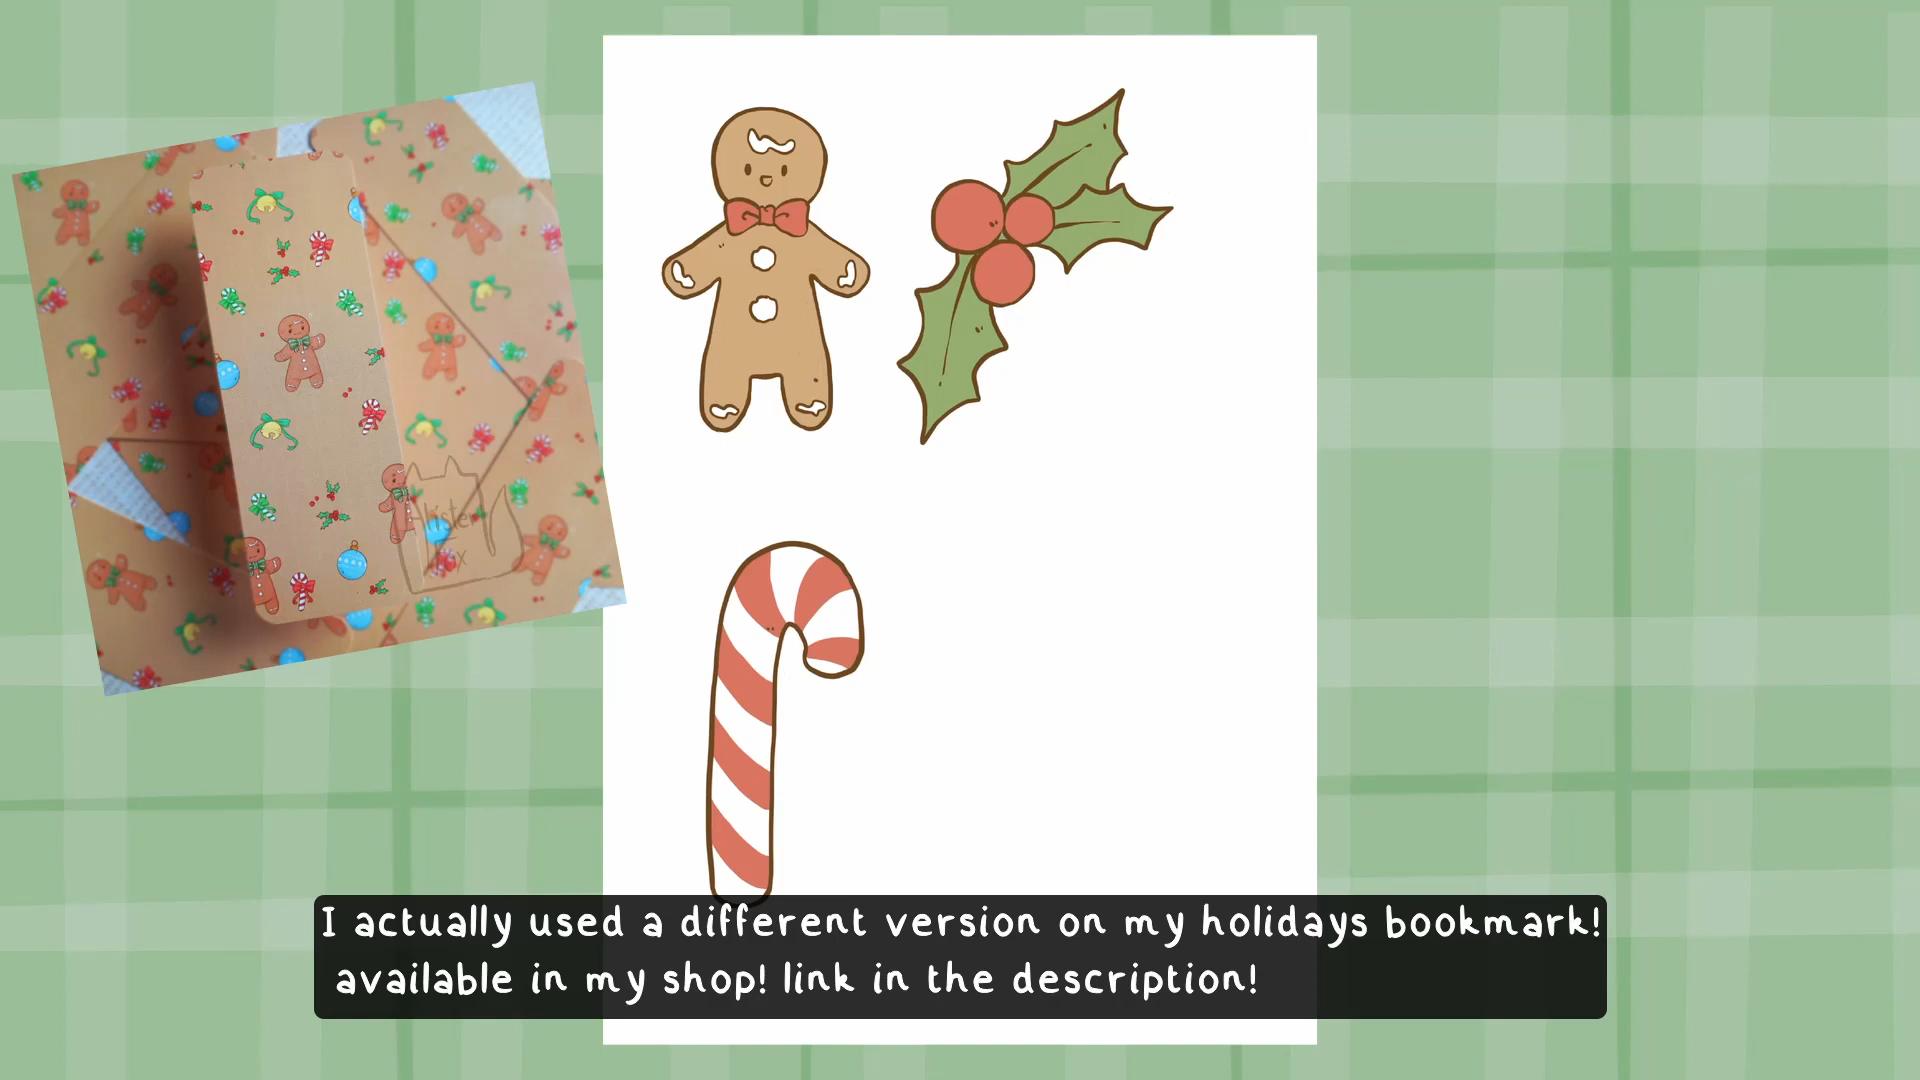 I actually used a different version on my holidays bookmark!
available in my shop! link in the description!